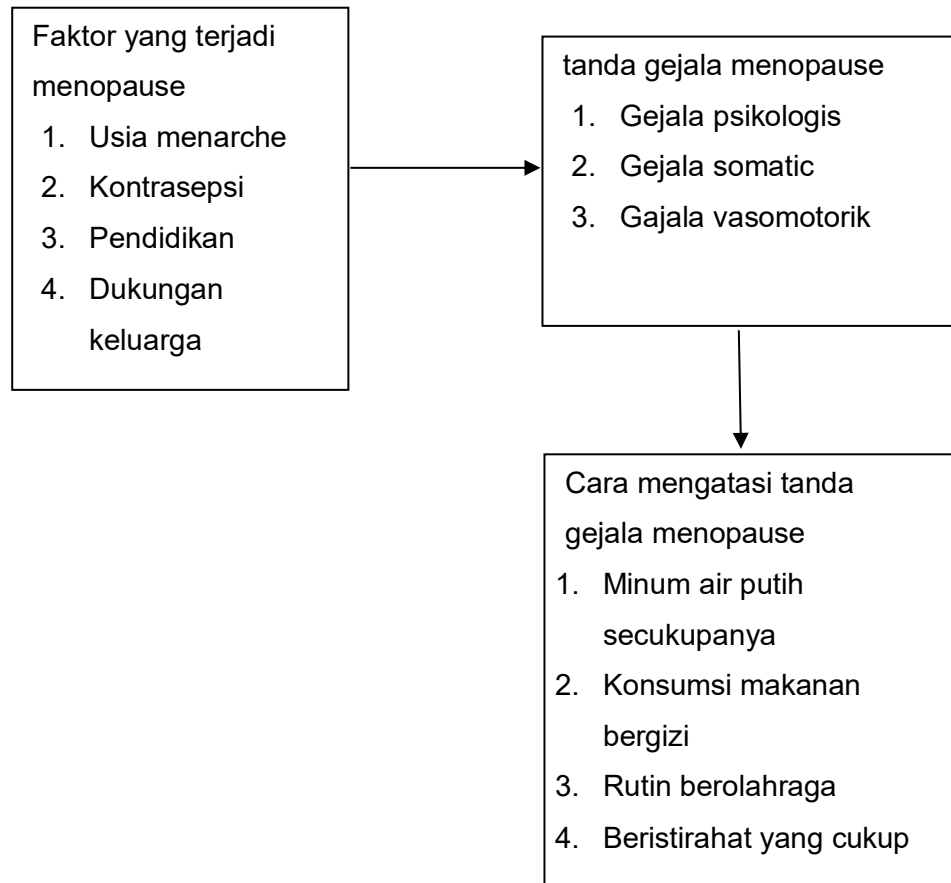 Faktor yang terjadi
menopause
1. Usia menarche
2. Kontrasepsi
3. Pendidikan
4. Dukungan
keluarga
tanda gejala menopause
1. Gejala psikologis
2. Gejala somatic
3. Gajala vasomotorik
Cara mengatasi tanda
gejala menopause
1. Minum air putih
secukupanya
2. Konsumsi makanan
bergizi
3. Rutin berolahraga
4. Beristirahat yang cukup